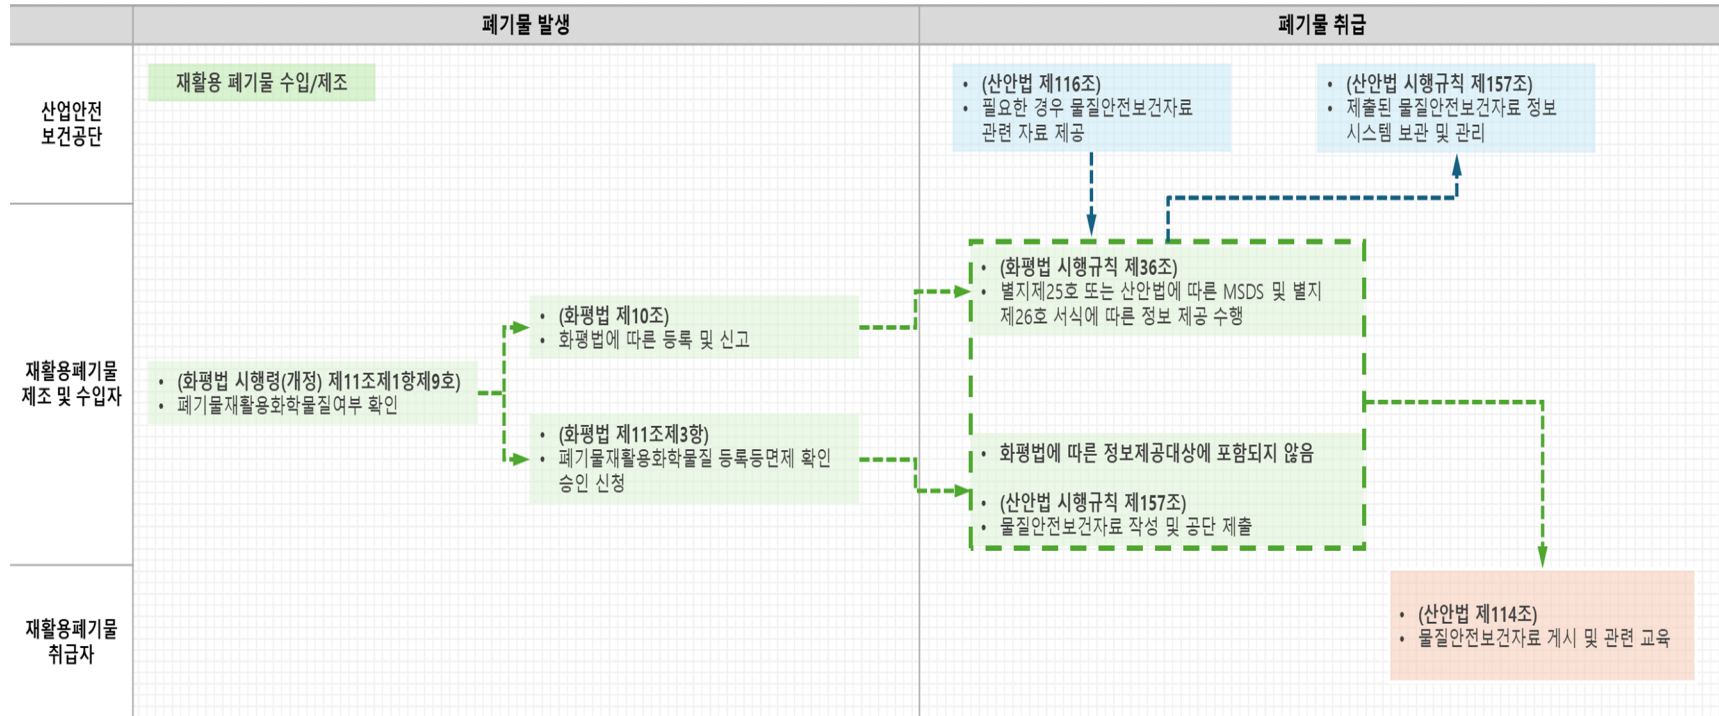 폐기물 발생
폐기물 취급
산업안전
보건공단
재활용 폐기물 수입/제조
• (산안법 제116조)
• 필요한 경우 물질안전보건자료
관련 자료 제공
• (산안법 시행규칙 제157조)
• 제출된 물질안전보건자료 정보
시스템 보관 및 관리
재활용폐기물
제조 및 수입자
• (화평법 시행령(개정) 제11조제1항제9호)
• 폐기물재활용화학물질여부 확인
• (화평법 제10조)
• 화평법에 따른 등록 및 신고
• (화평법 제11조제3항)
• 폐기물재활용화학물질 등록등면제 확인
승인 신청
• (화평법 시행규칙 제36조)
• 별지제25호 또는 산안법에 따른 MSDS 및 별지
제26호 서식에 따른 정보 제공 수행
• 화평법에 따른 정보제공대상에 포함되지 않음
• (산안법 시행규칙 제157조)
• 물질안전보건자료 작성 및 공단 제출
재활용폐기물
취급자
• (산안법 제114조)
• 물질안전보건자료 게시 및 관련 교육